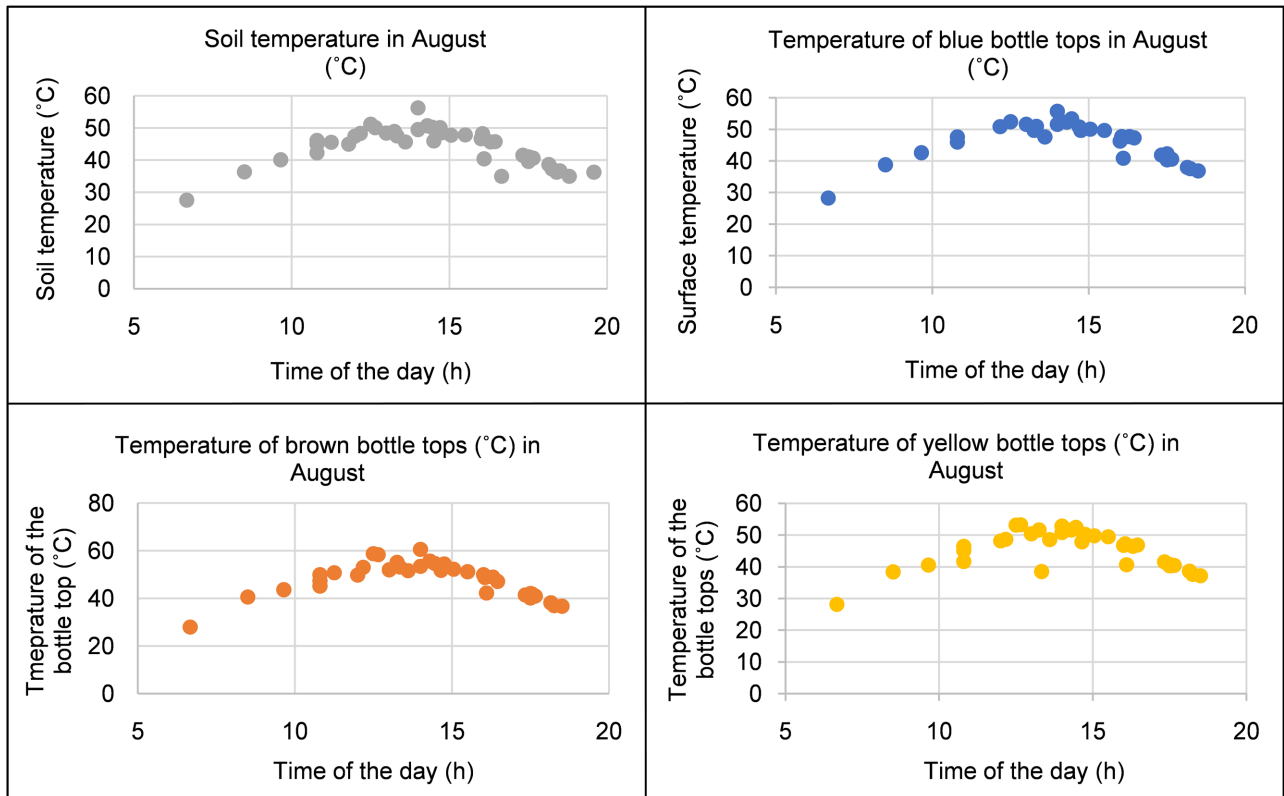 Soil temperature in August
(˚C)
Soil temperature (˚C)
60
50
40
30
20
10
0
5 10 15 20
Time of the day (h)
Temperature of blue bottle tops in August
(˚C)
Surface temperature (˚C)
60
50
40
30
20
10
0
5 10 15 20
Time of the day (h)
Temperature of brown bottle tops (˚C) in
August
Tmeprature of the
bottle top (˚C)
80
60
40
20
0
5 10 15 20
Time of the day (h)
Temperature of yellow bottle tops (˚C) in
August
Temperature of the
bottle tops (˚C)
60
50
40
30
20
10
0
5 10 15 20
Time of the day (h)